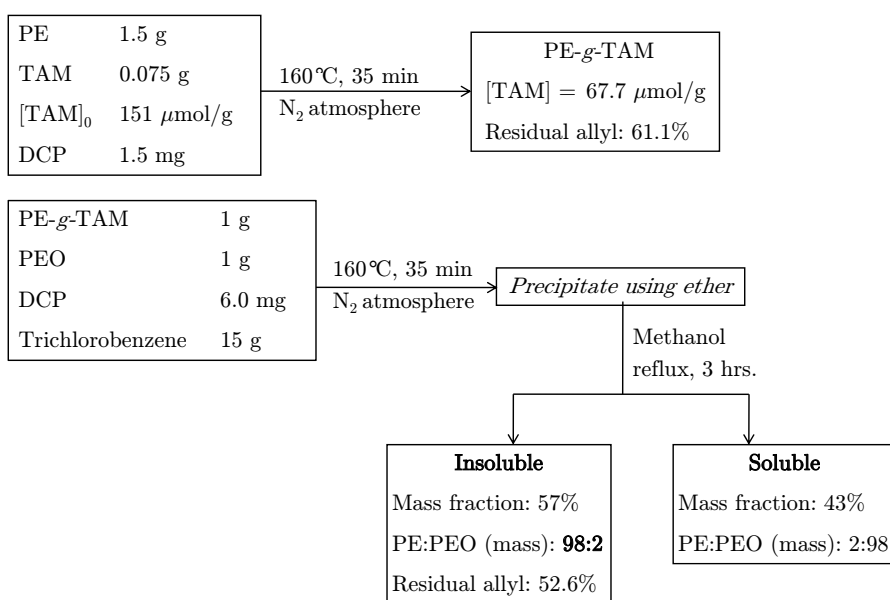 PE 1.5 g
TAM 0.075 g
[TAM]₀ 151 μmol/g
DCP 1.5 mg
160℃, 35 min
N₂ atmosphere
PE-g-TAM
[TAM] = 67.7 μmol/g
Residual allyl: 61.1%
PE-g-TAM 1 g
PEO 1 g
DCP 6.0 mg
Trichlorobenzene 15 g
160℃, 35 min
N₂ atmosphere
Precipitate using ether
Methanol
reflux, 3 hrs.
Insoluble
Mass fraction: 57%
PE:PEO (mass): 98:2
Residual allyl: 52.6%
Soluble
Mass fraction: 43%
PE:PEO (mass): 2:98